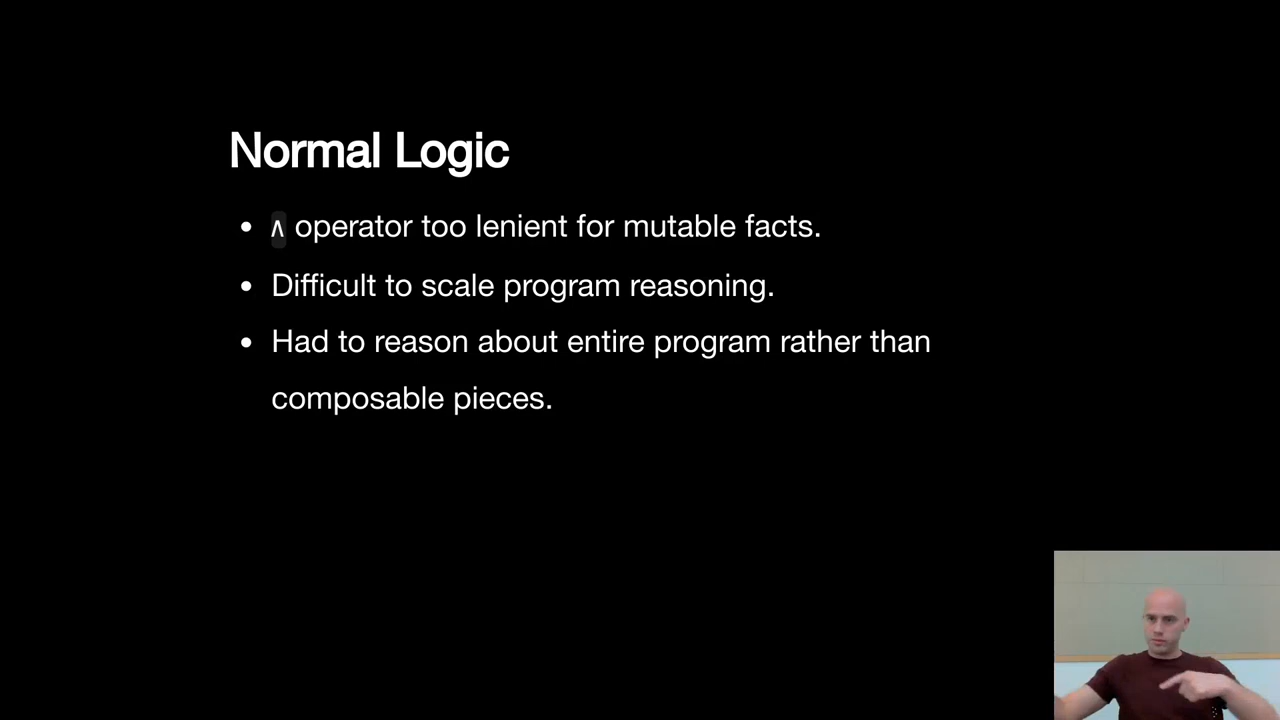 Normal Logic
• ∧ operator too lenient for mutable facts.
• Difficult to scale program reasoning.
• Had to reason about entire program rather than
composable pieces.